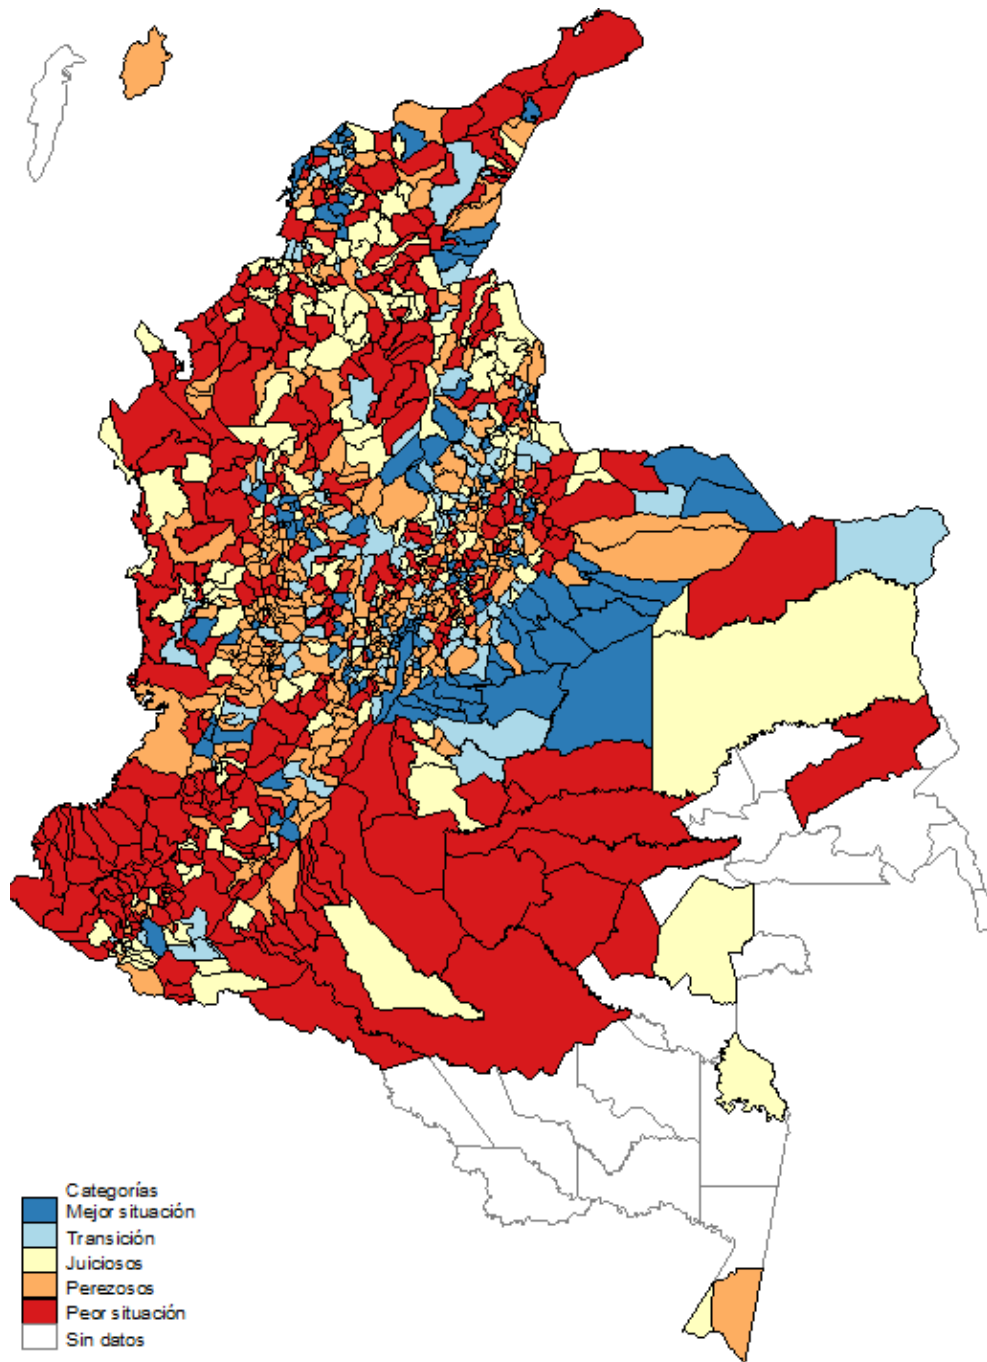 Categorías
Mejor situación
Transición
Juiciosos
Perezosos
Peor situación
Sin datos